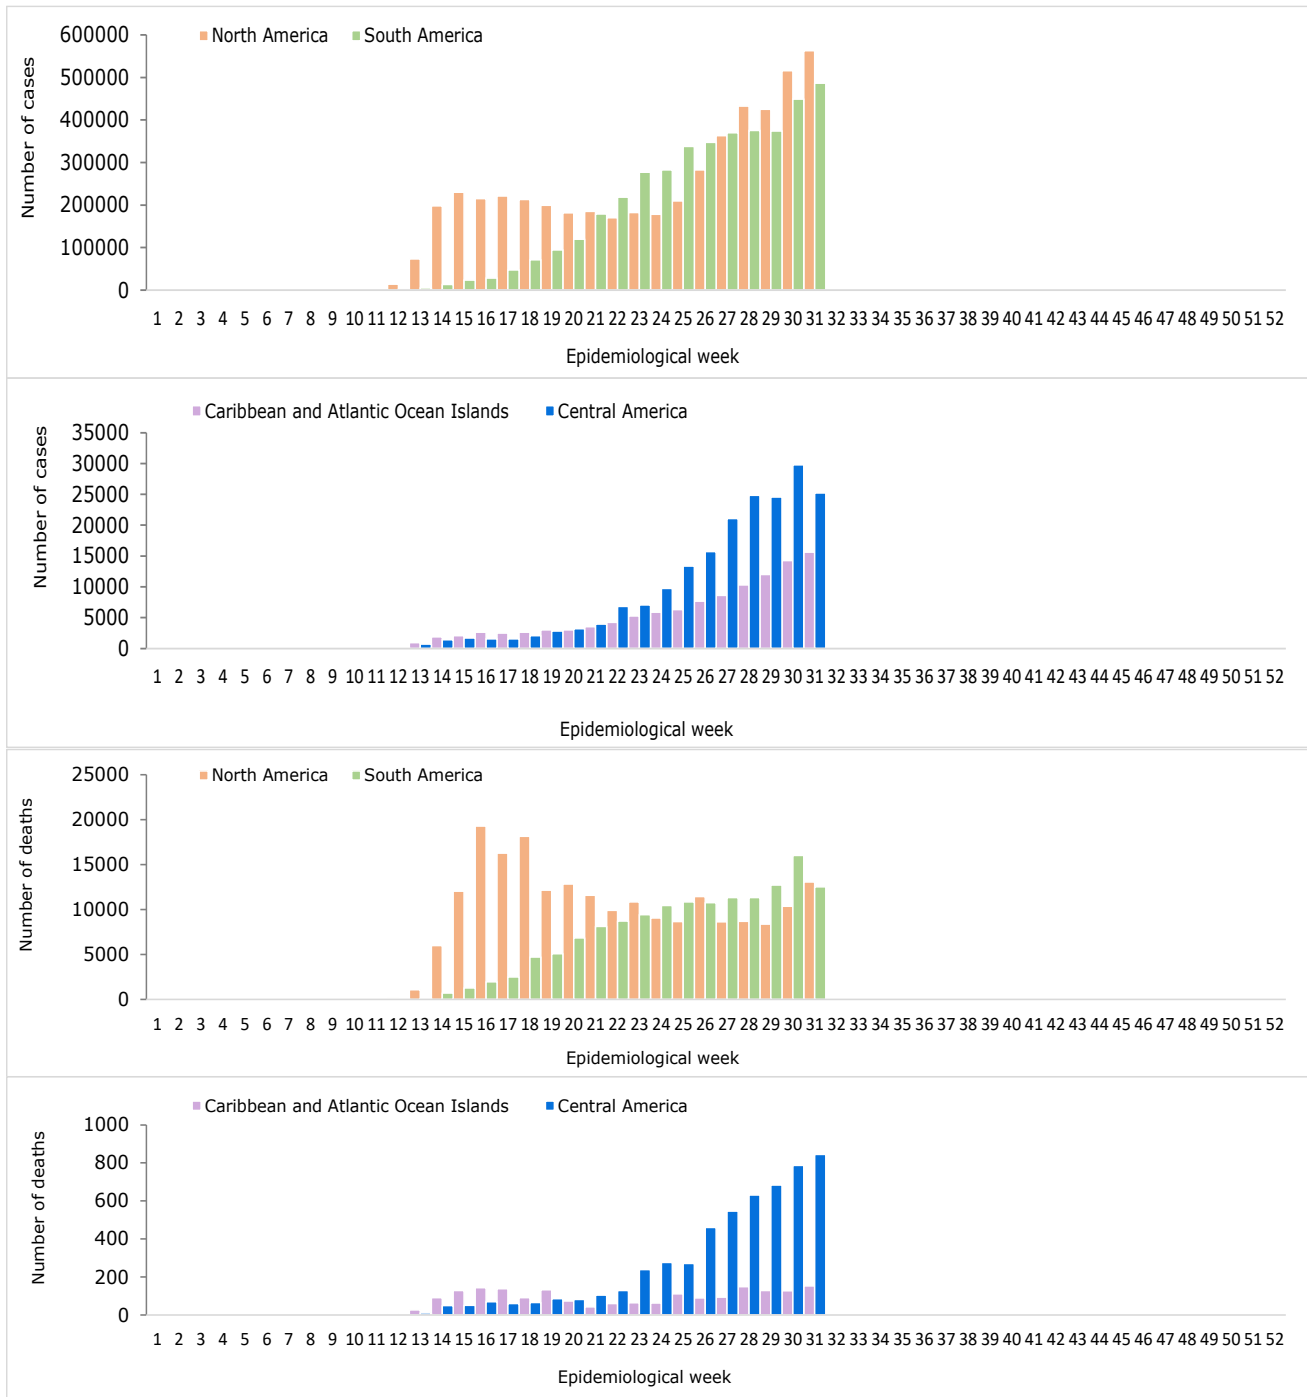 North America South America
Number of cases
600000
500000
400000
300000
200000
100000
0
1 2 3 4 5 6 7 8 9 10 11 12 13 14 15 16 17 18 19 20 21 22 23 24 25 26 27 28 29 30 31 32 33 34 35 36 37 38 39 40 41 42 43 44 45 46 47 48 49 50 51 52
Epidemiological week
Caribbean and Atlantic Ocean Islands Central America
Number of cases
35000
30000
25000
20000
15000
10000
5000
0
1 2 3 4 5 6 7 8 9 10 11 12 13 14 15 16 17 18 19 20 21 22 23 24 25 26 27 28 29 30 31 32 33 34 35 36 37 38 39 40 41 42 43 44 45 46 47 48 49 50 51 52
Epidemiological week
North America South America
Number of deaths
25000
20000
15000
10000
5000
0
1 2 3 4 5 6 7 8 9 10 11 12 13 14 15 16 17 18 19 20 21 22 23 24 25 26 27 28 29 30 31 32 33 34 35 36 37 38 39 40 41 42 43 44 45 46 47 48 49 50 51 52
Epidemiological week
Caribbean and Atlantic Ocean Islands Central America
Number of deaths
1000
800
600
400
200
0
1 2 3 4 5 6 7 8 9 10 11 12 13 14 15 16 17 18 19 20 21 22 23 24 25 26 27 28 29 30 31 32 33 34 35 36 37 38 39 40 41 42 43 44 45 46 47 48 49 50 51 52
Epidemiological week